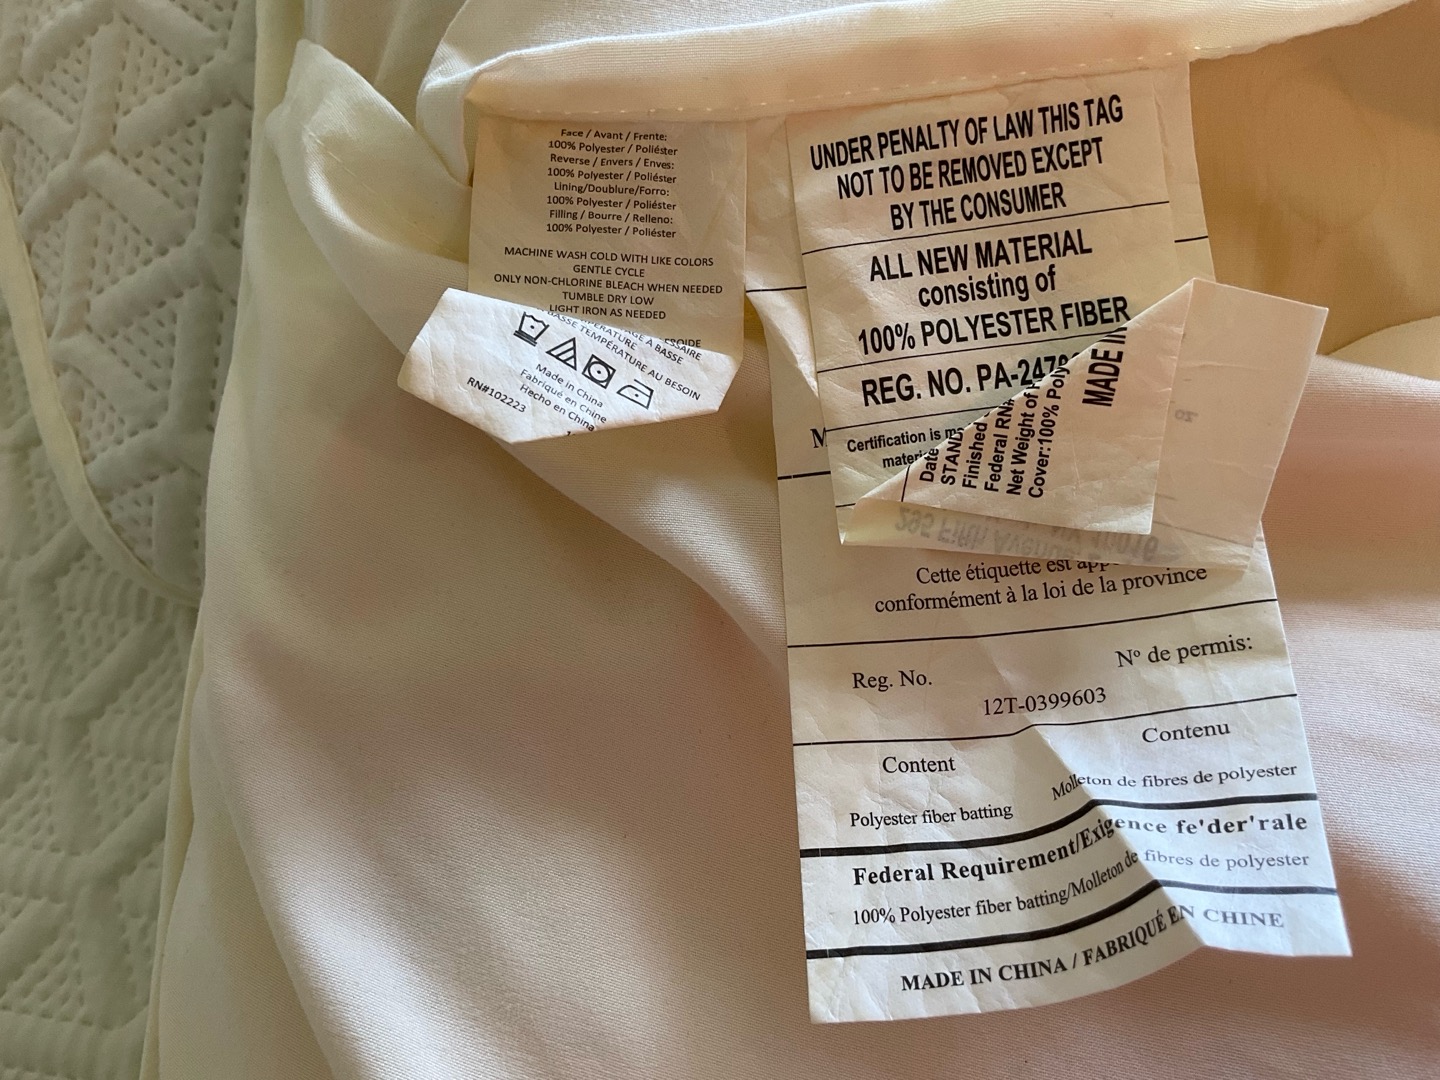 Face / Avant / Frente:
100% Polyester / Poliéster
Reverse / Envers / Enves:
100% Polyester / Poliéster
Lining/Doublure/Forro:
100% Polyester / Poliéster
Filling / Bourre / Relleno:
100% Polyester / Poliéster
MACHINE WASH COLD WITH LIKE COLORS
GENTLE CYCLE
ONLY NON-CHLORINE BLEACH WHEN NEEDED
TUMBLE DRY LOW
LIGHT IRON AS NEEDED
À BASSE
BASSE TEMPÉRATURE AU BESOIN
Made in China
Fabriqué en Chine
Hecho en China
RN#102223
UNDER PENALTY OF LAW THIS TAG
NOT TO BE REMOVED EXCEPT
BY THE CONSUMER
ALL NEW MATERIAL
consisting of
100% POLYESTER FIBER
REG. NO. PA-247
Certification is
MADE IN
Date
STAND
Finished
Federal RN
Net Weight of
Cover:100% Poly
295 Fifth Avenue
NY 10016
Cette étiquette est
conformément à la loi de la province
Reg. No.
Nº de permis:
12T-0399603
Content
Contenu
Polyester fiber batting
Molleton de fibres de polyester
Federal Requirement/Exigence fe'der'rale
100% Polyester fiber batting/Molleton de fibres de polyester
MADE IN CHINA / FABRIQUÉ EN CHINE